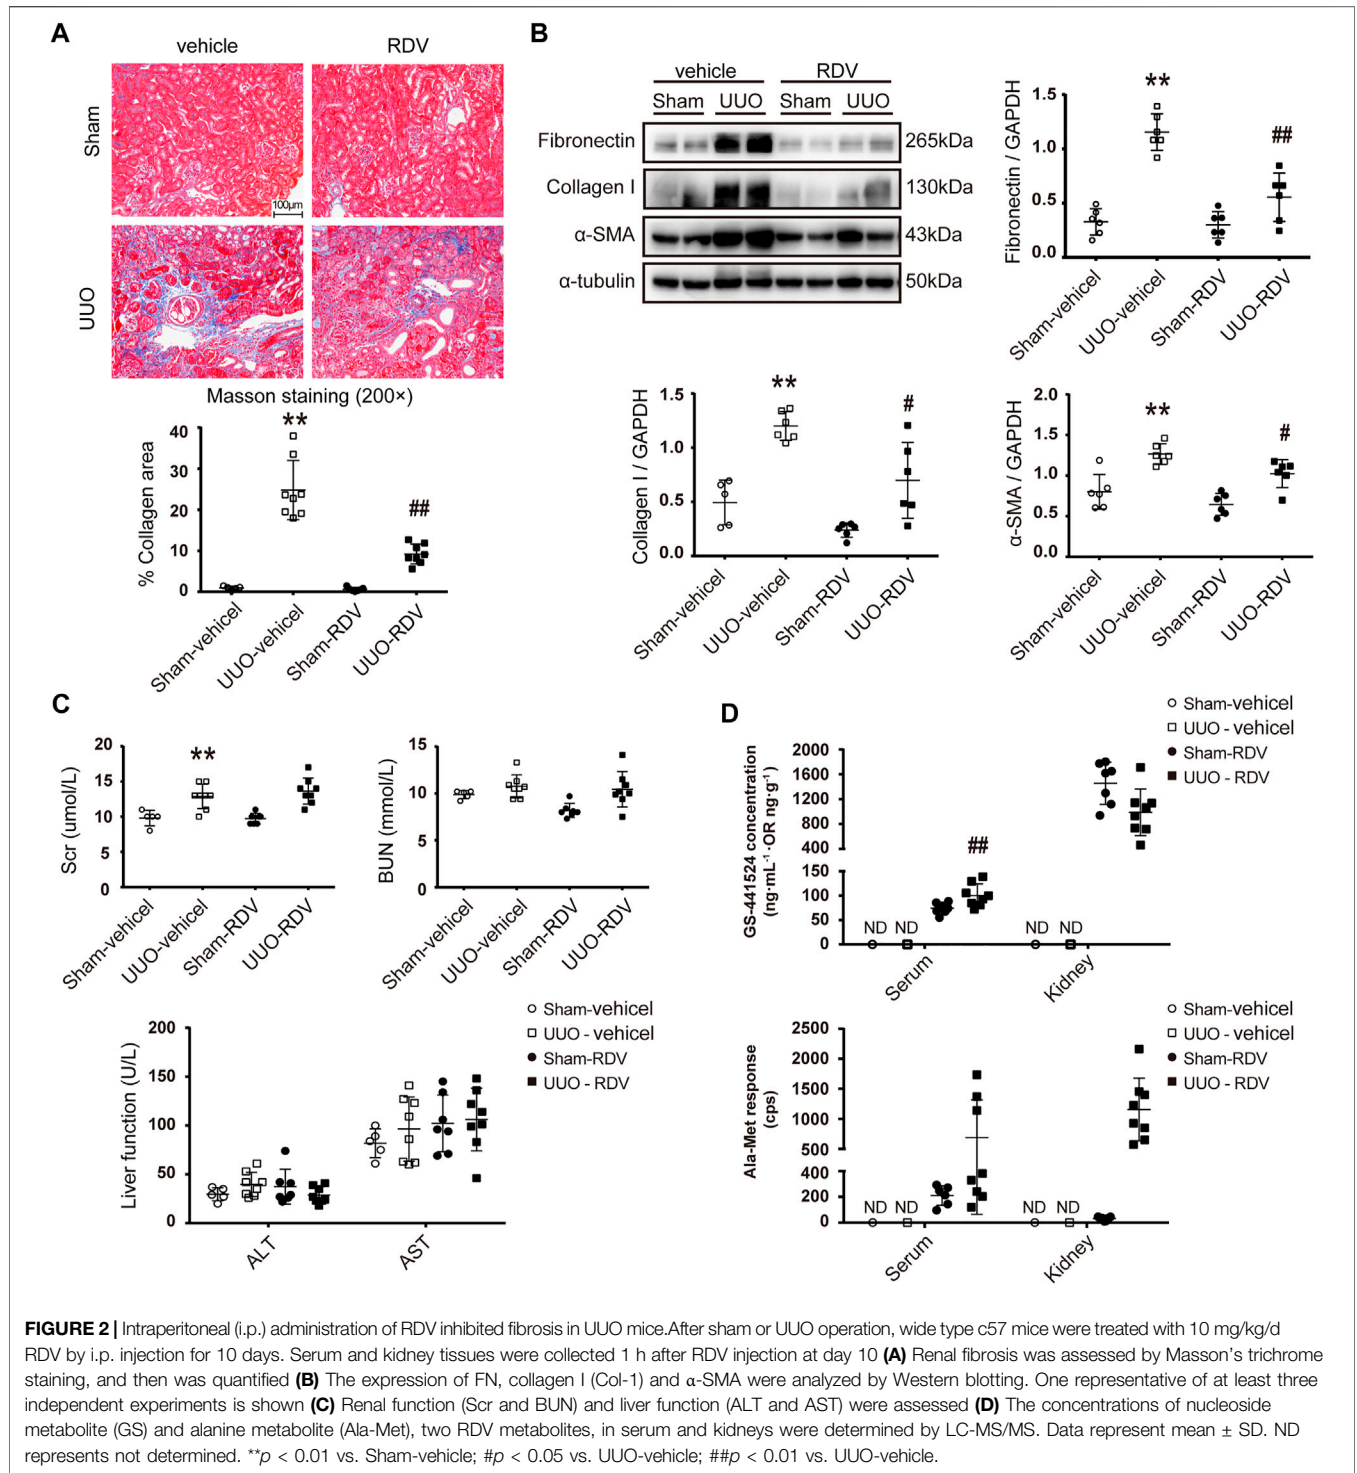 A
vehicle
RDV
Sham
100μm
UUO
Masson staining (200×)
**
##
% Collagen area
40
30
20
10
0
Sham-vehicel
UUO-vehicel
Sham-RDV
UUO-RDV
B
vehicle
RDV
Sham
UUO
Sham
UUO
Fibronectin
265kDa
Collagen I
130kDa
α-SMA
43kDa
α-tubulin
50kDa
Fibronectin / GAPDH
1.5
1.0
0.5
0.0
**
##
Sham-vehicel
UUO-vehicel
Sham-RDV
UUO-RDV
Collagen I / GAPDH
1.5
1.0
0.5
0.0
**
#
Sham-vehicel
UUO-vehicel
Sham-RDV
UUO-RDV
α-SMA / GAPDH
2.0
1.5
1.0
0.5
0.0
**
#
Sham-vehicel
UUO-vehicel
Sham-RDV
UUO-RDV
C
Scr (umol/L)
20
15
10
5
0
**
Sham-vehicel
UUO-vehicel
Sham-RDV
UUO-RDV
BUN (mmol/L)
15
10
5
0
Sham-vehicel
UUO-vehicel
Sham-RDV
UUO-RDV
Liver function (U/L)
200
150
100
50
0
ALT
AST
Sham-vehicel
UUO - vehicel
Sham-RDV
UUO - RDV
D
GS-441524 concentration
(ng·mL⁻¹·OR ng·g⁻¹)
2000
1600
1200
800
400
150
100
50
0
ND
ND
##
ND
ND
Serum
Kidney
Sham-vehicel
UUO - vehicel
Sham-RDV
UUO - RDV
Ala-Met response
(cps)
2500
2000
1500
1000
500
400
200
0
ND
ND
ND
ND
Serum
Kidney
Sham-vehicel
UUO - vehicel
Sham-RDV
UUO - RDV
FIGURE 2 | Intraperitoneal (i.p.) administration of RDV inhibited fibrosis in UUO mice.After sham or UUO operation, wide type c57 mice were treated with 10 mg/kg/d
RDV by i.p. injection for 10 days. Serum and kidney tissues were collected 1 h after RDV injection at day 10 (A) Renal fibrosis was assessed by Masson's trichrome
staining, and then was quantified (B) The expression of FN, collagen I (Col-1) and α-SMA were analyzed by Western blotting. One representative of at least three
independent experiments is shown (C) Renal function (Scr and BUN) and liver function (ALT and AST) were assessed (D) The concentrations of nucleoside
metabolite (GS) and alanine metabolite (Ala-Met), two RDV metabolites, in serum and kidneys were determined by LC-MS/MS. Data represent mean ± SD. ND
represents not determined. **p < 0.01 vs. Sham-vehicle; #p < 0.05 vs. UUO-vehicle; ##p < 0.01 vs. UUO-vehicle.